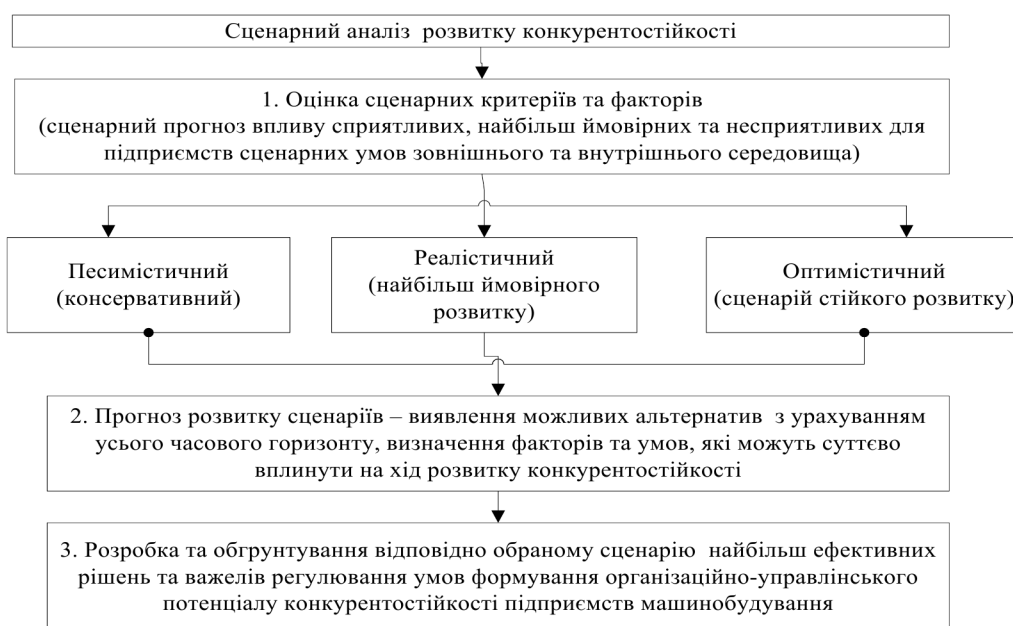 Сценарний аналіз розвитку конкурентостійкості
1. Оцінка сценарних критеріїв та факторів
(сценарний прогноз впливу сприятливих, найбільш ймовірних та несприятливих для
підприємств сценарних умов зовнішнього та внутрішнього середовища)
Песимістичний
(консервативний)
Реалістичний
(найбільш ймовірного
розвитку)
Оптимістичний
(сценарій стійкого розвитку)
2. Прогноз розвитку сценаріїв – виявлення можливих альтернатив з урахуванням
усього часового горизонту, визначення факторів та умов, які можуть суттєво
вплинути на хід розвитку конкурентостійкості
3. Розробка та обгрунтування відповідно обраному сценарію найбільш ефективних
рішень та важелів регулювання умов формування організаційно-управлінського
потенціалу конкурентостійкості підприємств машинобудування